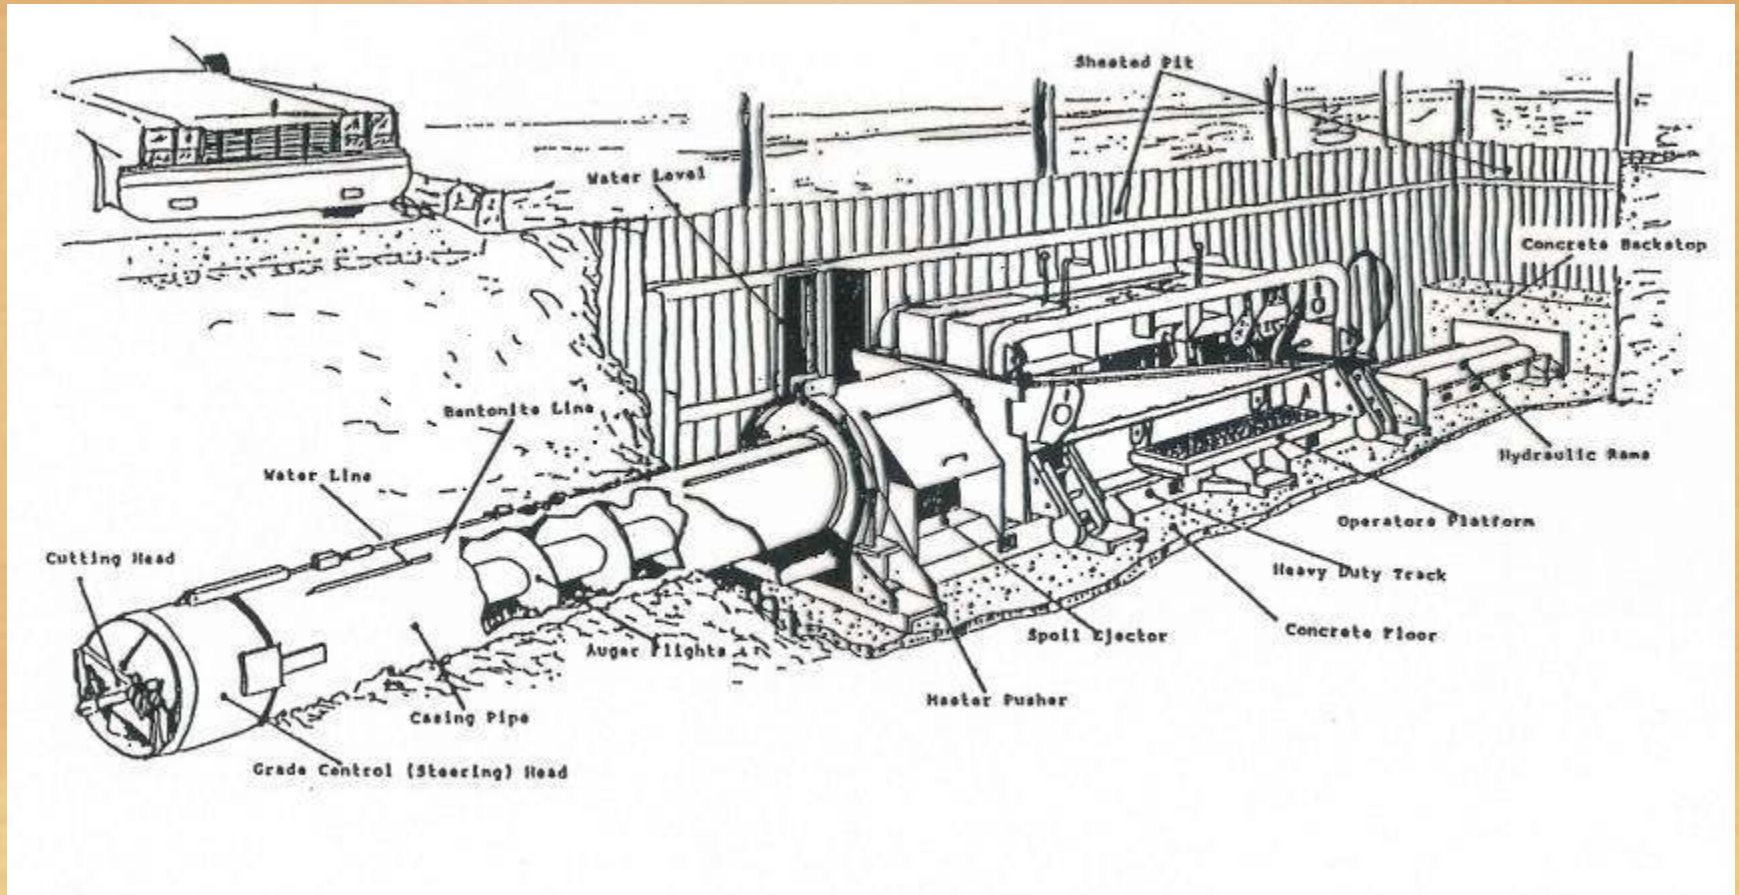 Sheeted Pit
Water Level
Concrete Backstop
Bentonite Line
Water Line
Hydraulic Rams
Operators Platform
Cutting Head
Heavy Duty Track
Spoil Ejector
Concrete Floor
Auger Flights
Master Pusher
Casing Pipe
Grade Control (Steering) Head